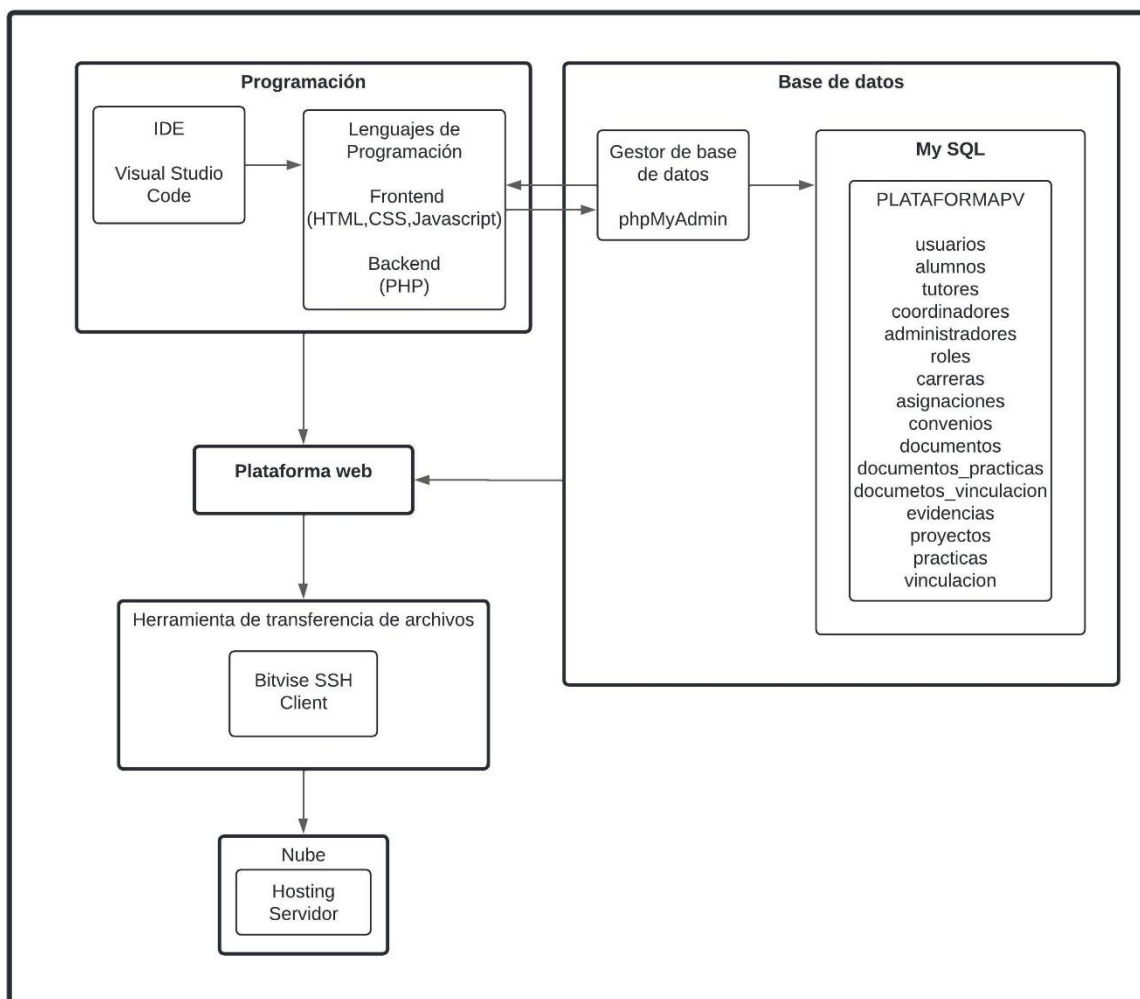 Programación
IDE
Visual Studio
Code
Lenguajes de
Programación
Frontend
(HTML,CSS,Javascript)
Backend
(PHP)
Base de datos
Gestor de base
de datos
phpMyAdmin
My SQL
PLATAFORMAPV
usuarios
alumnos
tutores
coordinadores
administradores
roles
carreras
asignaciones
convenios
documentos
documentos_practicas
documetos_vinculacion
evidencias
proyectos
practicas
vinculacion
Plataforma web
Herramienta de transferencia de archivos
Bitvise SSH
Client
Nube
Hosting
Servidor